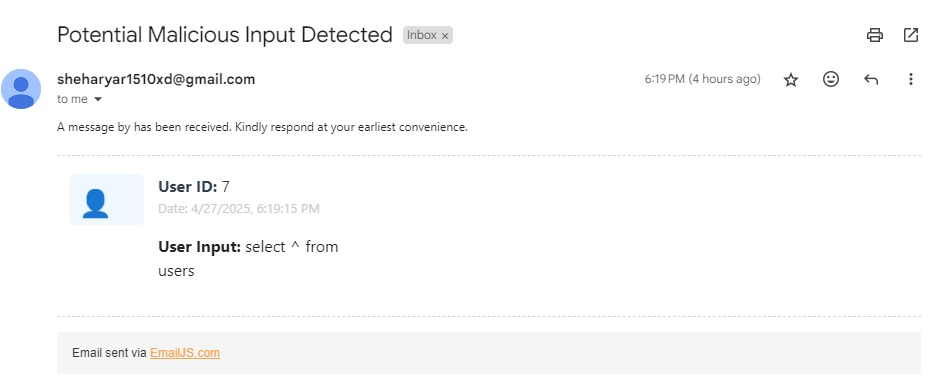 Potential Malicious Input Detected Inbox ×
sheharyar1510xd@gmail.com 6:19 PM (4 hours ago)
to me
A message by has been received. Kindly respond at your earliest convenience.
User ID: 7
Date: 4/27/2025, 6:19:15 PM
User Input: select ^ from
users
Email sent via EmailJS.com